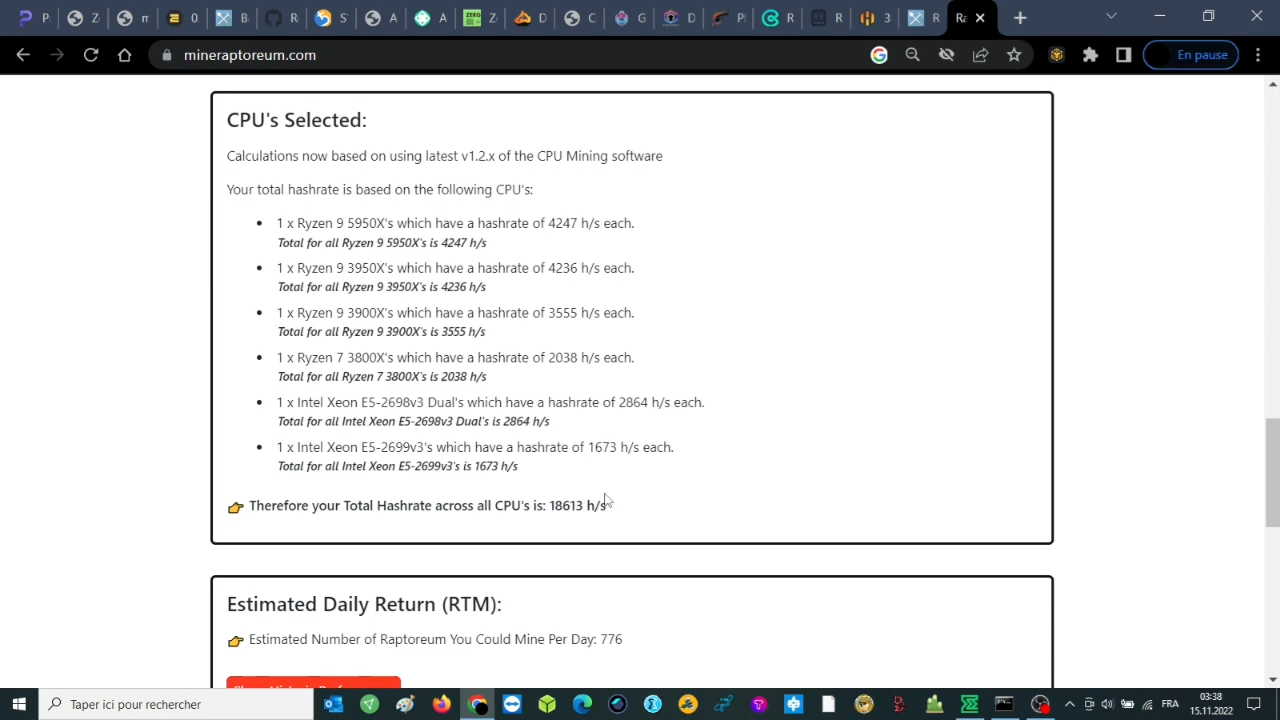 P
m
0
B
R
S
A
A
ZERO
Z
D
C
G
D
P
R
R
3
R
Ra
mineraptoreum.com
En pause
CPU's Selected:
Calculations now based on using latest v1.2.x of the CPU Mining software
Your total hashrate is based on the following CPU's:
1 x Ryzen 9 5950X's which have a hashrate of 4247 h/s each.
Total for all Ryzen 9 5950X's is 4247 h/s
1 x Ryzen 9 3950X's which have a hashrate of 4236 h/s each.
Total for all Ryzen 9 3950X's is 4236 h/s
1 x Ryzen 9 3900X's which have a hashrate of 3555 h/s each.
Total for all Ryzen 9 3900X's is 3555 h/s
1 x Ryzen 7 3800X's which have a hashrate of 2038 h/s each.
Total for all Ryzen 7 3800X's is 2038 h/s
1 x Intel Xeon E5-2698v3 Dual's which have a hashrate of 2864 h/s each.
Total for all Intel Xeon E5-2698v3 Dual's is 2864 h/s
1 x Intel Xeon E5-2699v3's which have a hashrate of 1673 h/s each.
Total for all Intel Xeon E5-2699v3's is 1673 h/s
Therefore your Total Hashrate across all CPU's is: 18613 h/s
Estimated Daily Return (RTM):
Estimated Number of Raptoreum You Could Mine Per Day: 776
Taper ici pour rechercher
FRA
03:38
15.11.2022